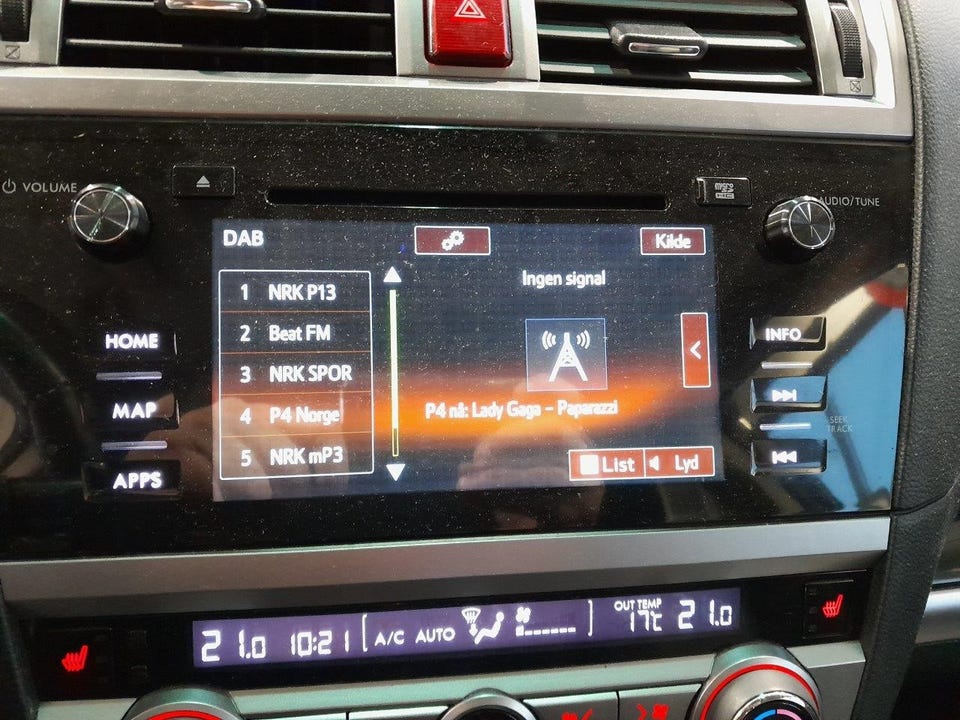 VOLUME
micro SD
AUDIO/TUNE
DAB
Kilde
1 NRK P13
2 Beat FM
3 NRK SPOR
4 P4 Norge
5 NRK mP3
Ingen signal
P4 nå: Lady Gaga - Paparazzi
List
Lyd
HOME
MAP
APPS
INFO
SEEK
TRACK
21.0 10:21 A/C AUTO
OUT TEMP
17℃ 21.0